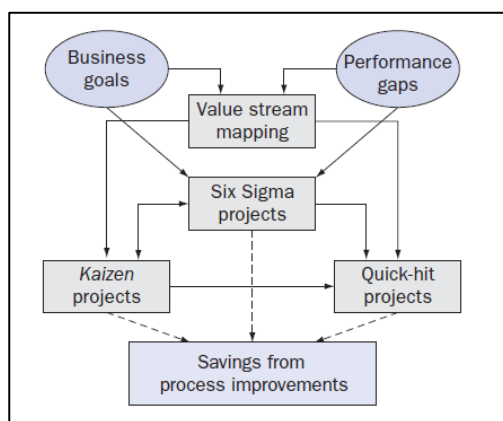 Business
goals
Performance
gaps
Value stream
mapping
Six Sigma
projects
Kaizen
projects
Quick-hit
projects
Savings from
process improvements